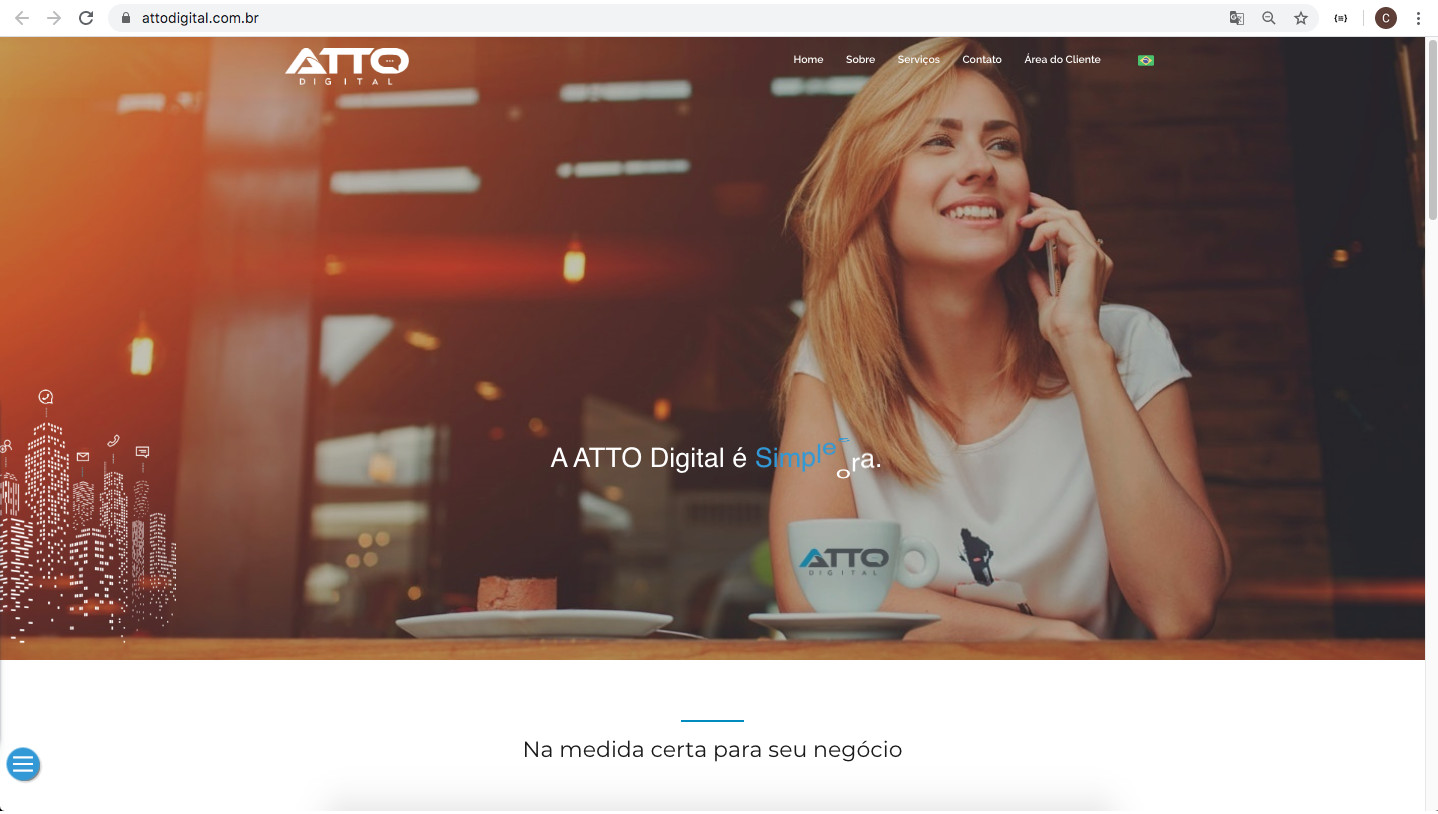 attodigital.com.br
C
ATTO
DIGITAL
Home Sobre Serviços Contato Área do Cliente
A ATTO Digital é Simple ora.
ATTO
DIGITAL
Na medida certa para seu negócio